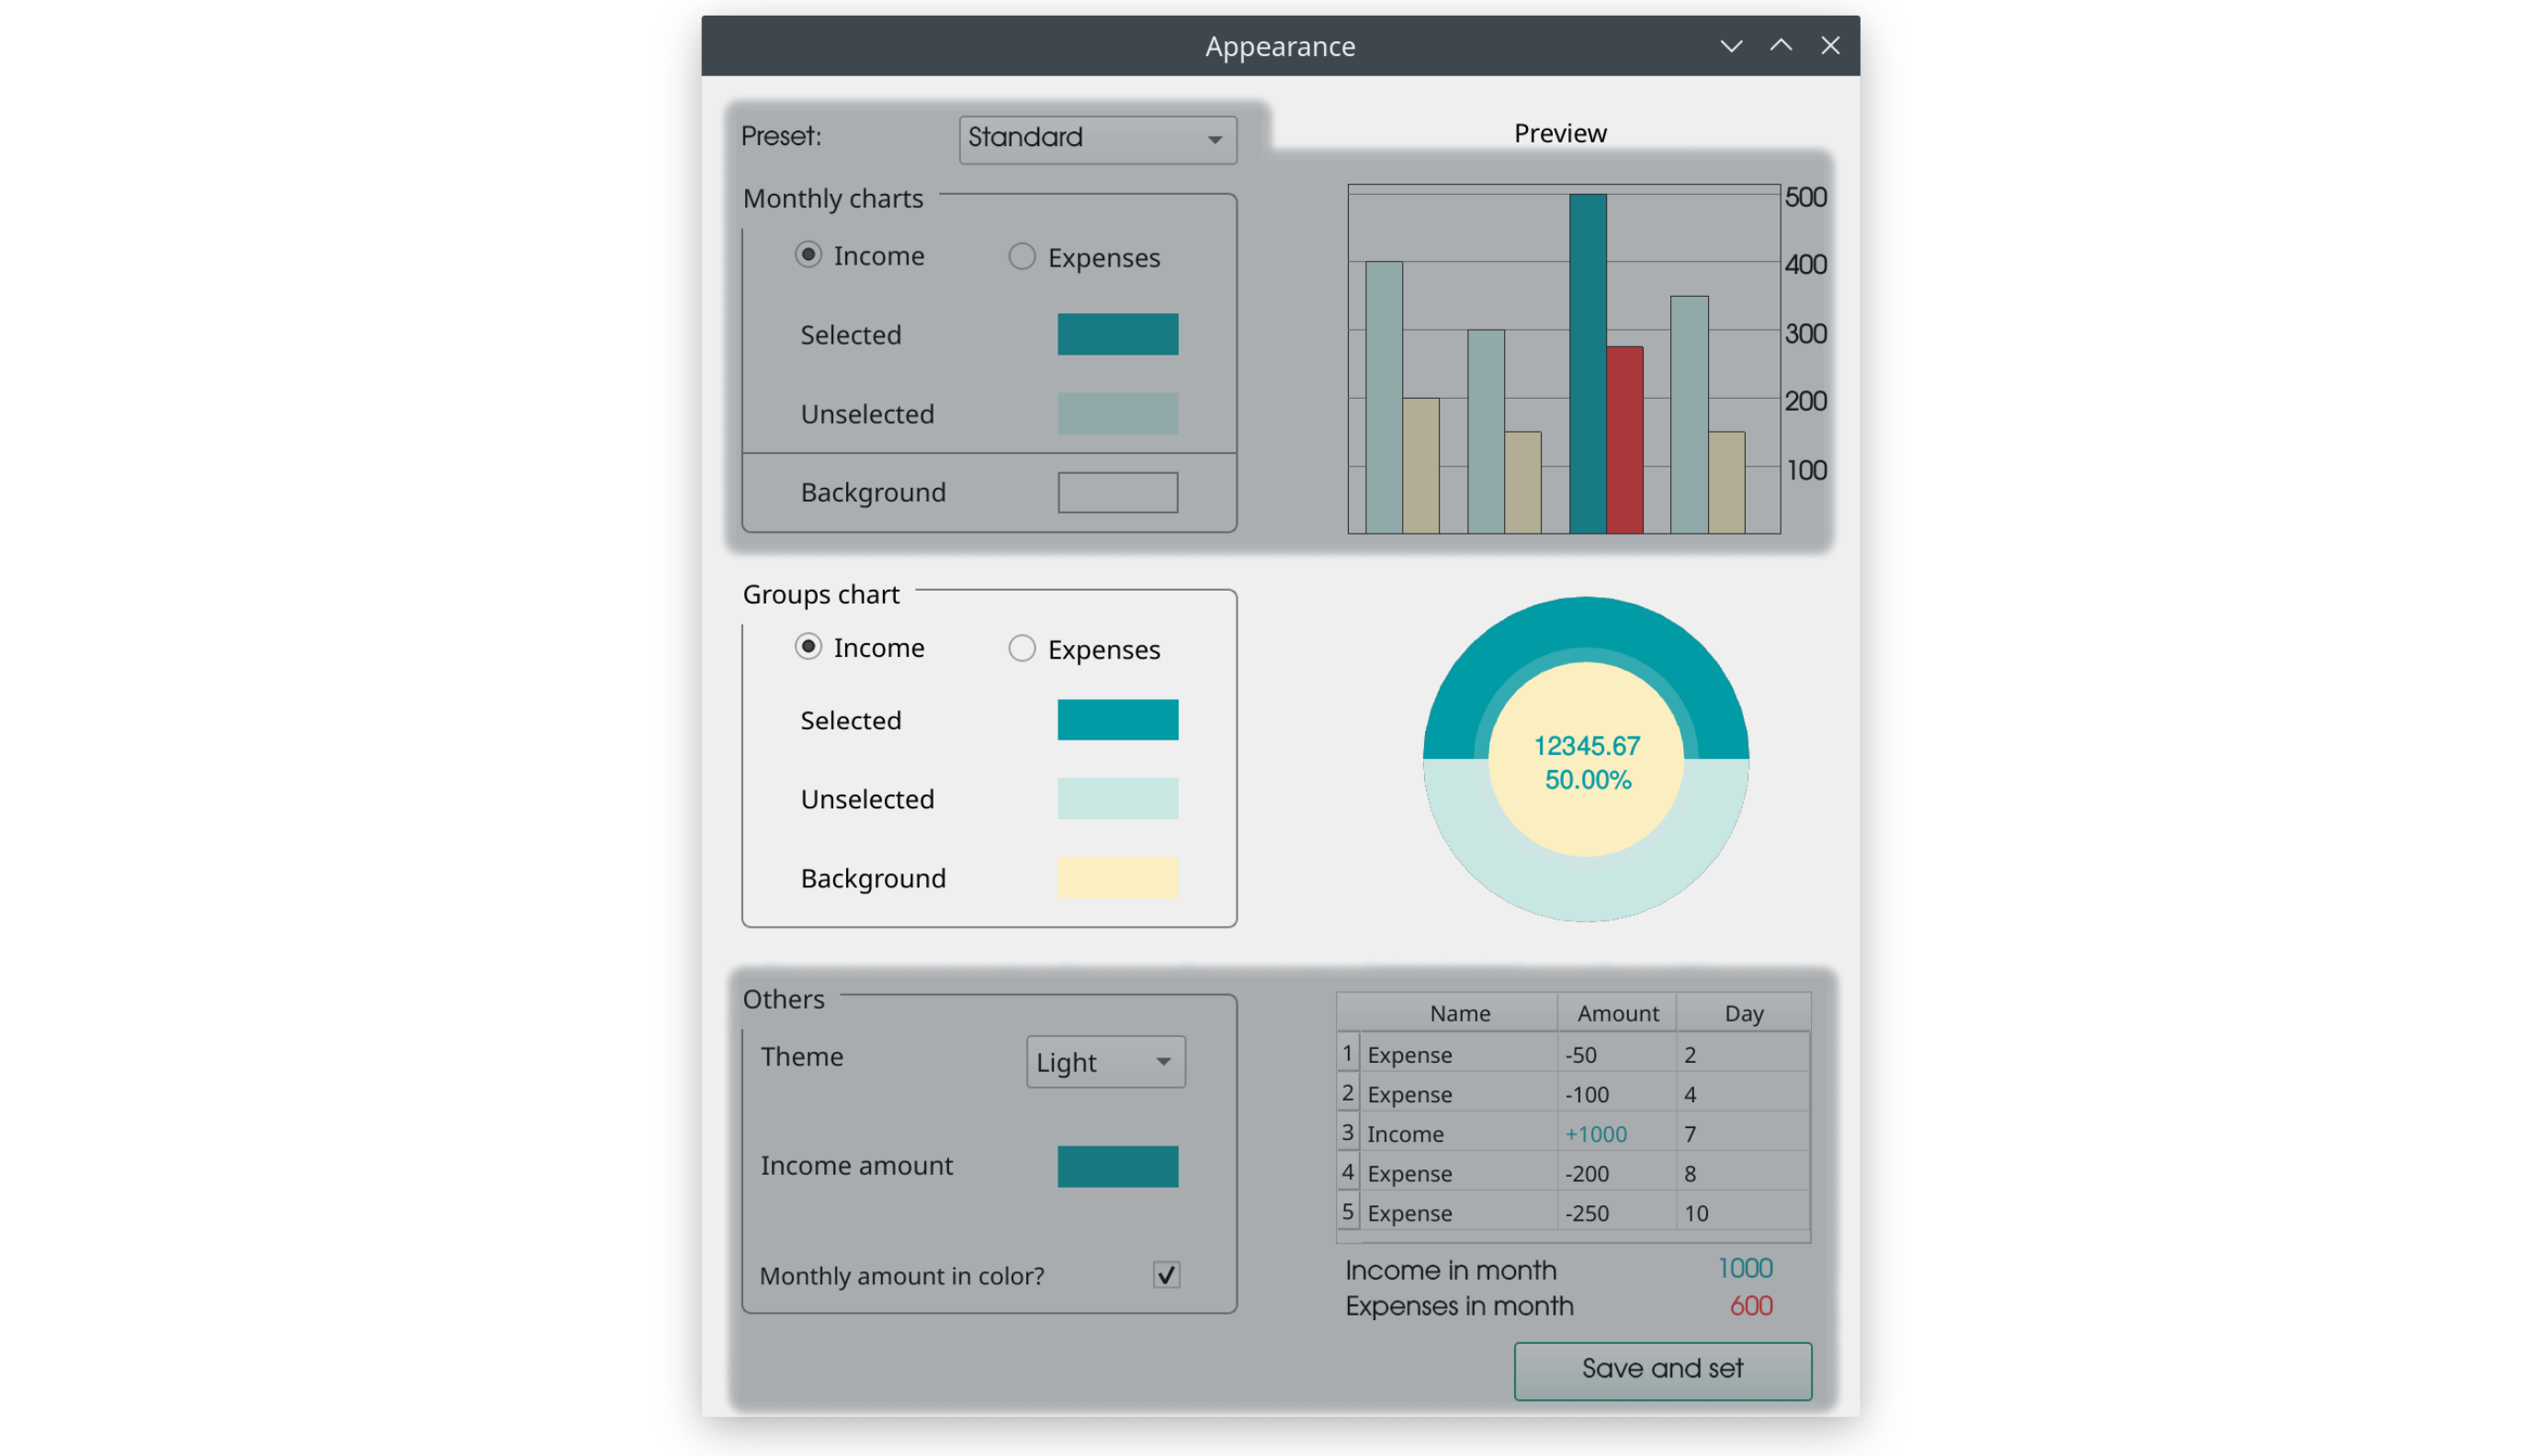 Appearance
Preset:
Standard
Preview
Monthly charts
Income
Expenses
Selected
Unselected
Background
500
400
300
200
100
Groups chart
Income
Expenses
Selected
Unselected
Background
12345.67
50.00%
Others
Theme
Light
Income amount
Monthly amount in color?
Name Amount Day
1 Expense -50 2
2 Expense -100 4
3 Income +1000 7
4 Expense -200 8
5 Expense -250 10
Income in month 1000
Expenses in month 600
Save and set